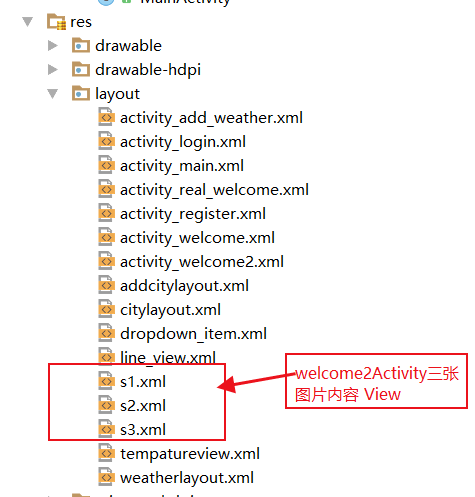 MainActivity
res
drawable
drawable-hdpi
layout
activity_add_weather.xml
activity_login.xml
activity_main.xml
activity_real_welcome.xml
activity_register.xml
activity_welcome.xml
activity_welcome2.xml
addcitylayout.xml
citylayout.xml
dropdown_item.xml
line_view.xml
s1.xml
s2.xml
s3.xml
welcome2Activity三张
图片内容 View
tempatureview.xml
weatherlayout.xml